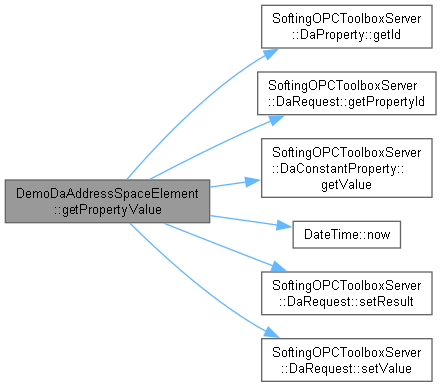 DemoDaAddressSpaceElement
::getPropertyValue
SoftingOPCToolboxServer
::DaProperty::getId
SoftingOPCToolboxServer
::DaRequest::getPropertyId
SoftingOPCToolboxServer
::DaConstantProperty::
getValue
DateTime::now
SoftingOPCToolboxServer
::DaRequest::setResult
SoftingOPCToolboxServer
::DaRequest::setValue